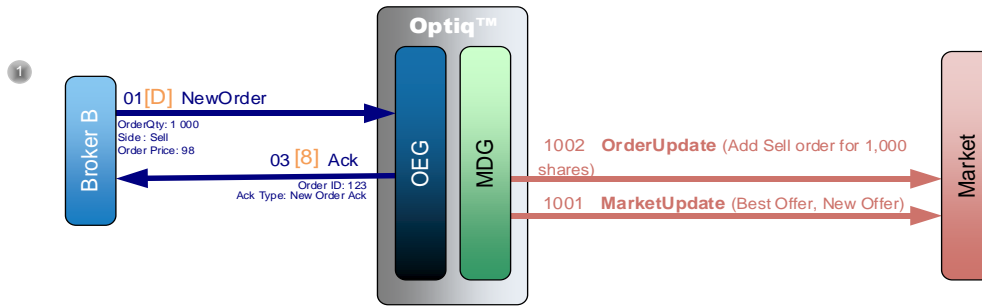 Optiq™
1
Broker B
01[D] NewOrder
OrderQty: 1 000
Side : Sell
Order Price: 98
03 [8] Ack
Order ID: 123
Ack Type: New Order Ack
OEG
MDG
1002 OrderUpdate (Add Sell order for 1,000
shares)
1001 MarketUpdate (Best Offer, New Offer)
Market